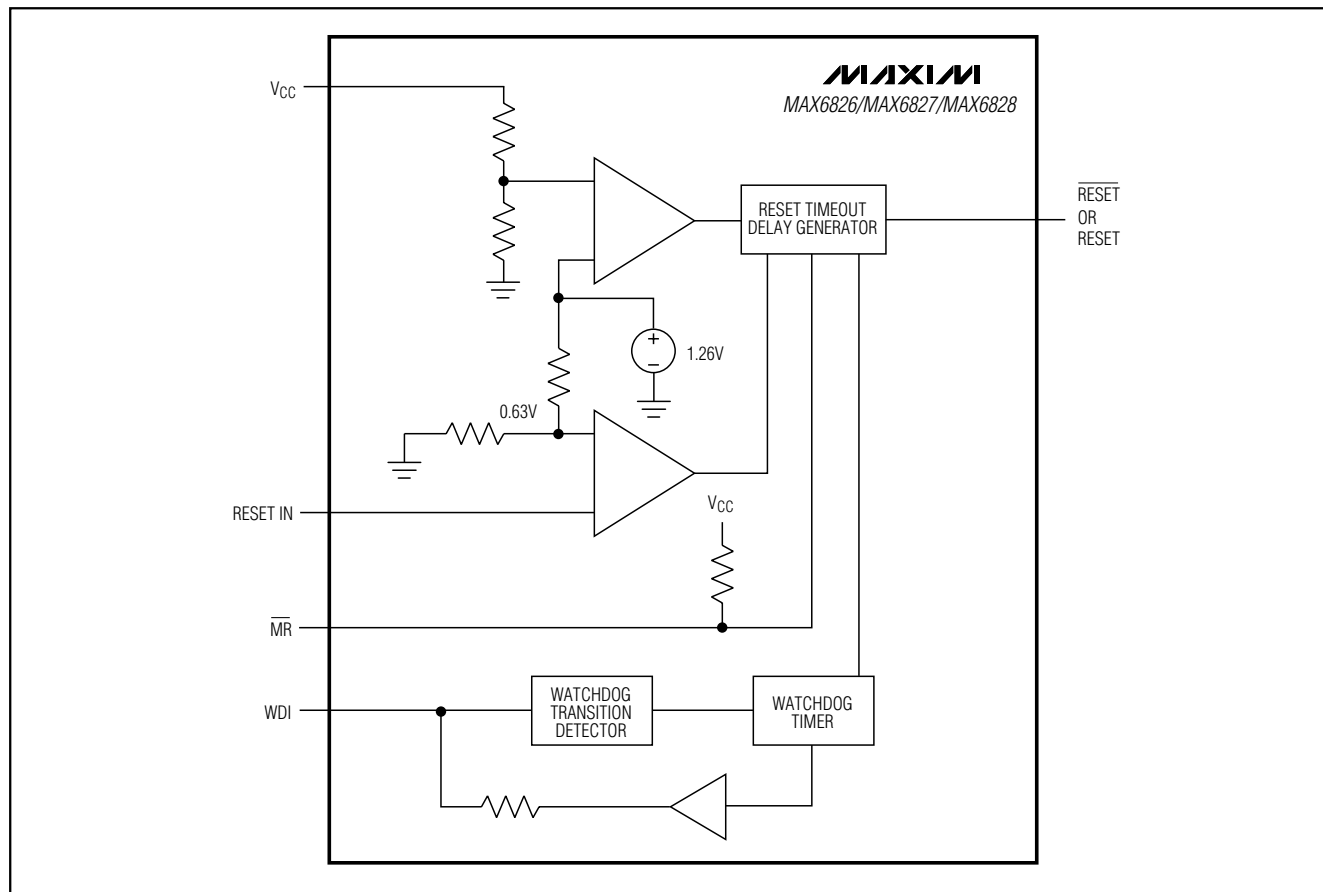 MAXIM
MAX6826/MAX6827/MAX6828
VCC
RESET TIMEOUT
DELAY GENERATOR
RESET
OR
RESET
+
−
1.26V
0.63V
RESET IN
VCC
MR
WDI
WATCHDOG
TRANSITION
DETECTOR
WATCHDOG
TIMER